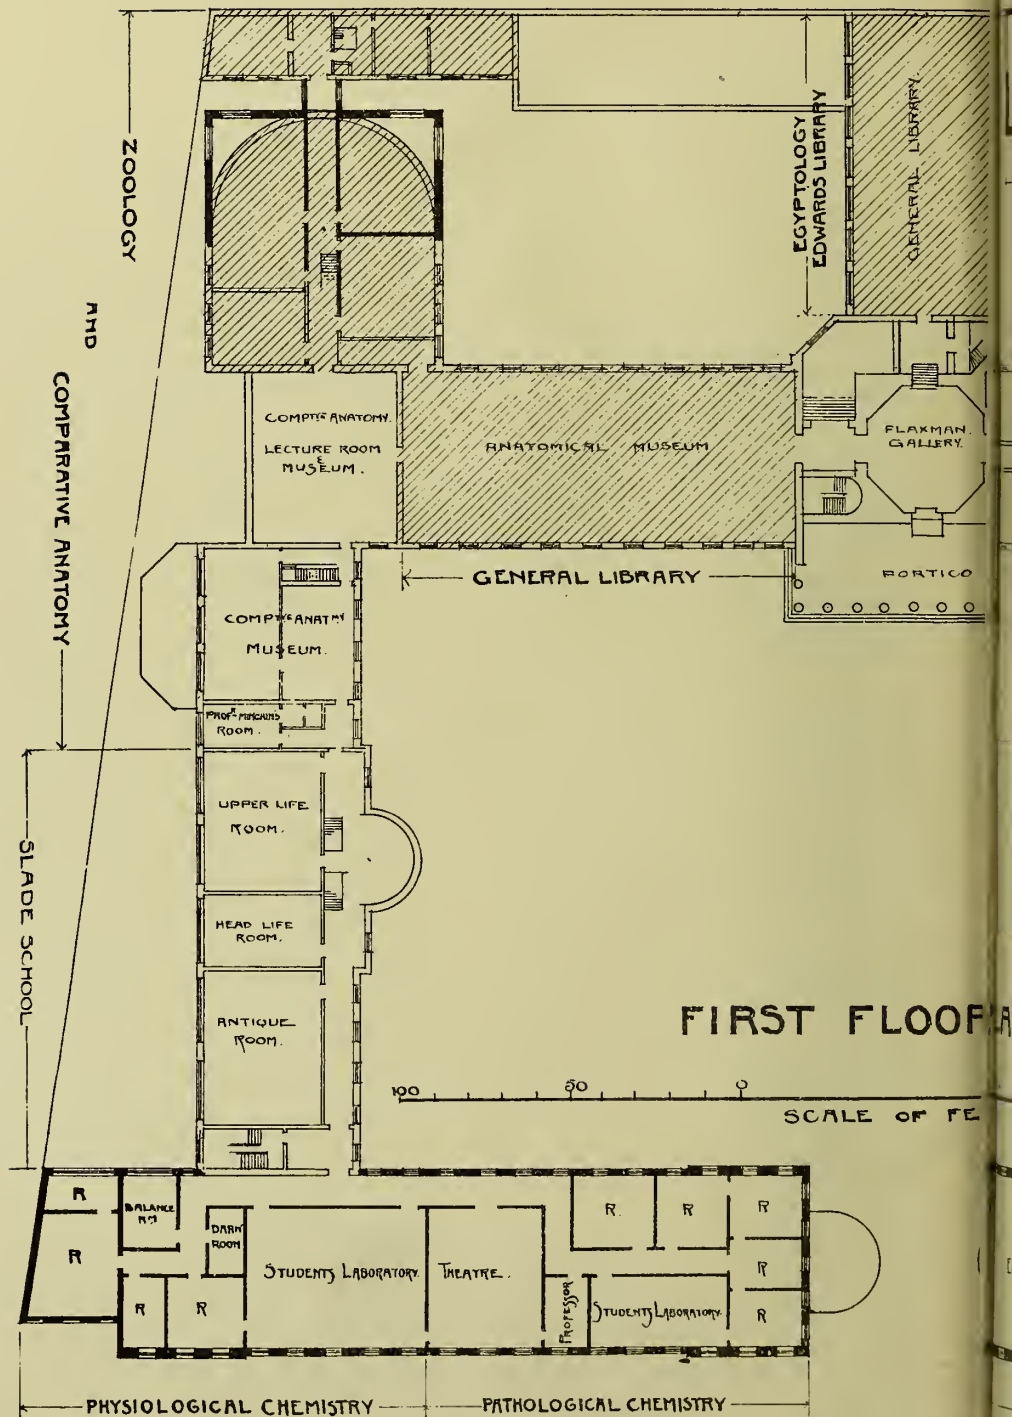 ZOOLOGY
AND
COMPARATIVE ANATOMY
EGYPTOLOGY
EDWARDS LIBRARY
GENERAL LIBRARY.
COMPTVE ANATOMY.
LECTURE ROOM
&
MUSEUM.
ANATOMICAL MUSEUM
FLAXMAN.
GALLERY.
GENERAL LIBRARY
PORTICO
COMPTVE ANATMY
MUSEUM.
PROFR MINCHIN'S
ROOM.
SLADE SCHOOL
UPPER LIFE
ROOM.
HEAD LIFE
ROOM.
ANTIQUE
ROOM.
FIRST FLOOR
100 50 0
SCALE OF FE
R
BALANCE
RM
DARK
ROOM
R
R
R
STUDENTS LABORATORY.
THEATRE.
R.
R
R
R
R
PROFESSOR
STUDENTS LABORATORY.
PHYSIOLOGICAL CHEMISTRY
PATHOLOGICAL CHEMISTRY